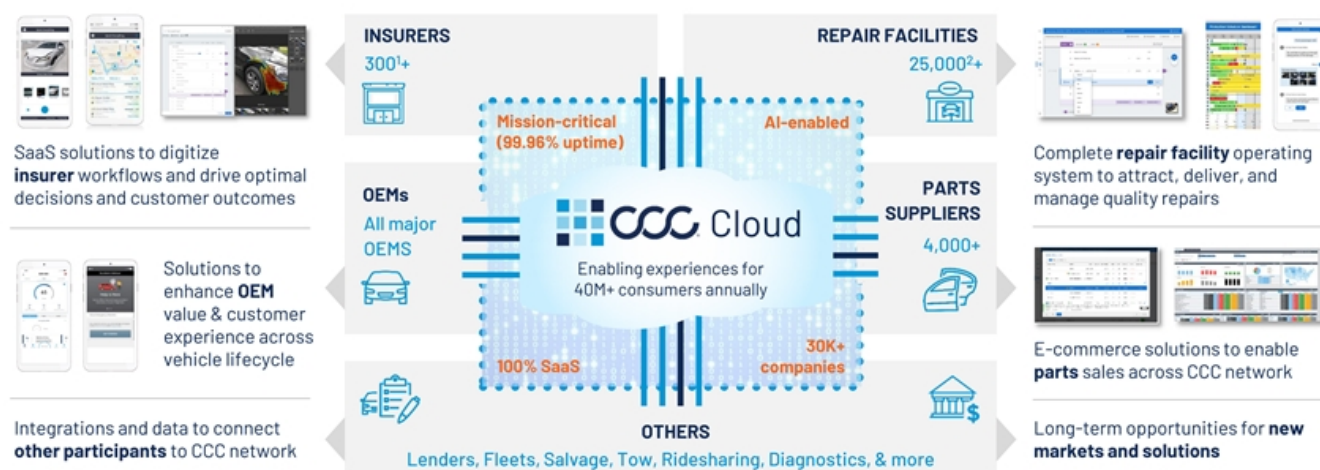 SaaS solutions to digitize
insurer workflows and drive optimal
decisions and customer outcomes
Solutions to
enhance OEM
value & customer
experience across
vehicle lifecycle
Integrations and data to connect
other participants to CCC network
INSURERS
300¹+
OEMs
All major
OEMS
REPAIR FACILITIES
25,000²+
PARTS
SUPPLIERS
4,000+
Mission-critical
(99.96% uptime)
AI-enabled
CCC Cloud
Enabling experiences for
40M+ consumers annually
100% SaaS
30K+
companies
OTHERS
Lenders, Fleets, Salvage, Tow, Ridesharing, Diagnostics, & more
Complete repair facility operating
system to attract, deliver, and
manage quality repairs
E-commerce solutions to enable
parts sales across CCC network
Long-term opportunities for new
markets and solutions